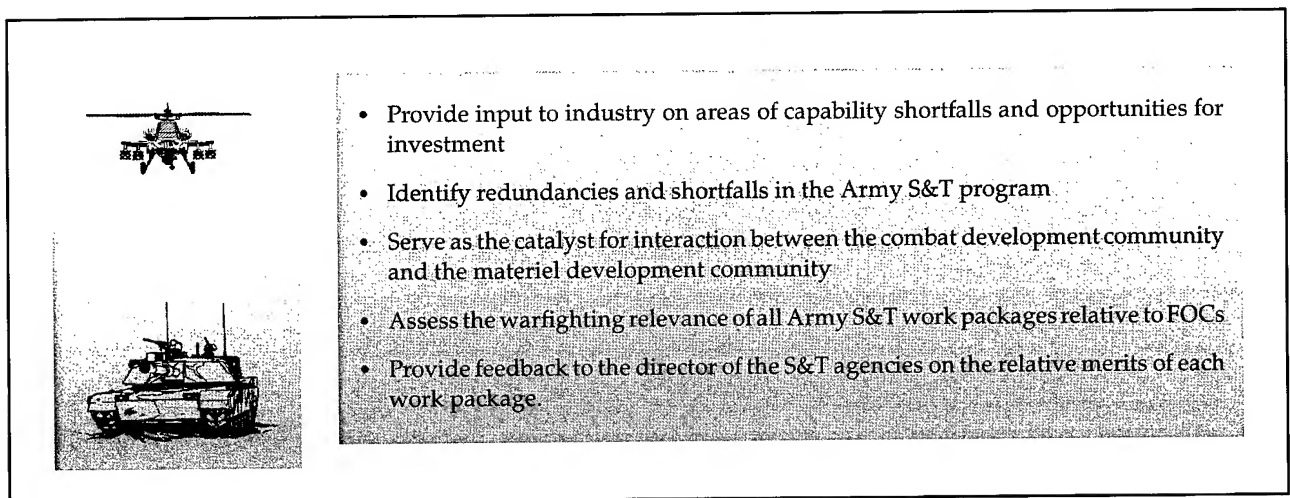 • Provide input to industry on areas of capability shortfalls and opportunities for
investment
• Identify redundancies and shortfalls in the Army S&T program
• Serve as the catalyst for interaction between the combat development community
and the materiel development community
• Assess the warfighting relevance of all Army S&T work packages relative to FOCs
• Provide feedback to the director of the S&T agencies on the relative merits of each
work package.